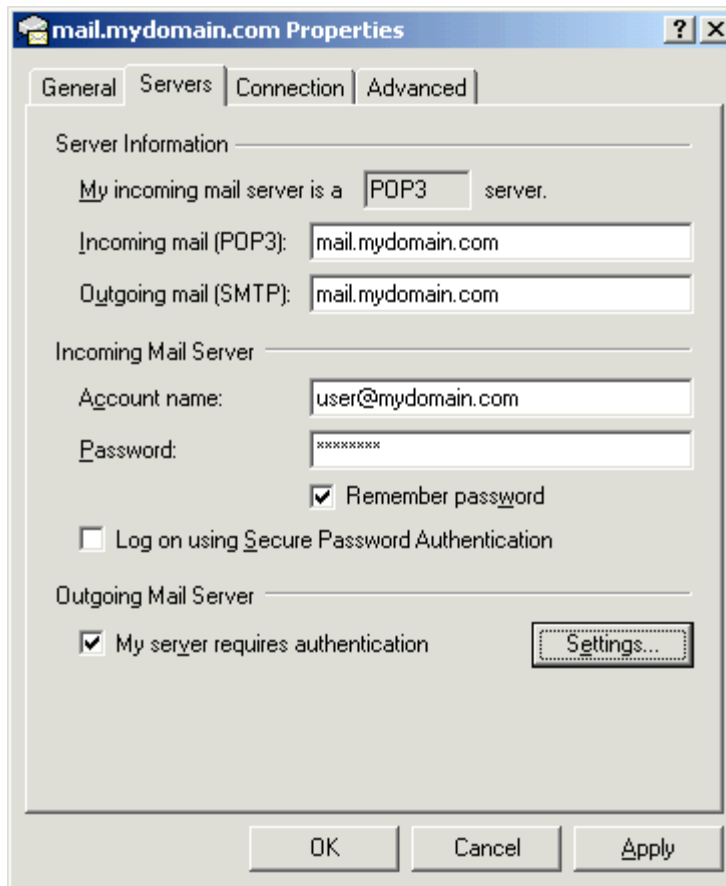 mail.mydomain.com Properties
General Servers Connection Advanced
Server Information
My incoming mail server is a POP3 server.
Incoming mail (POP3): mail.mydomain.com
Outgoing mail (SMTP): mail.mydomain.com
Incoming Mail Server
Account name: user@mydomain.com
Password: ********
Remember password
Log on using Secure Password Authentication
Outgoing Mail Server
My server requires authentication Settings...
OK Cancel Apply